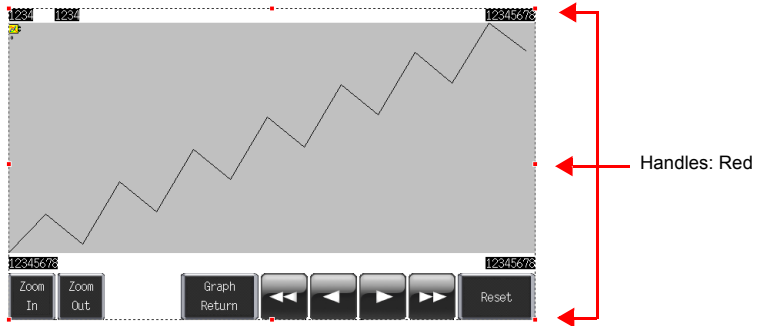 1234 1234 12345678
Handles: Red
12345678 12345678
Zoom In
Zoom Out
Graph Return
Reset